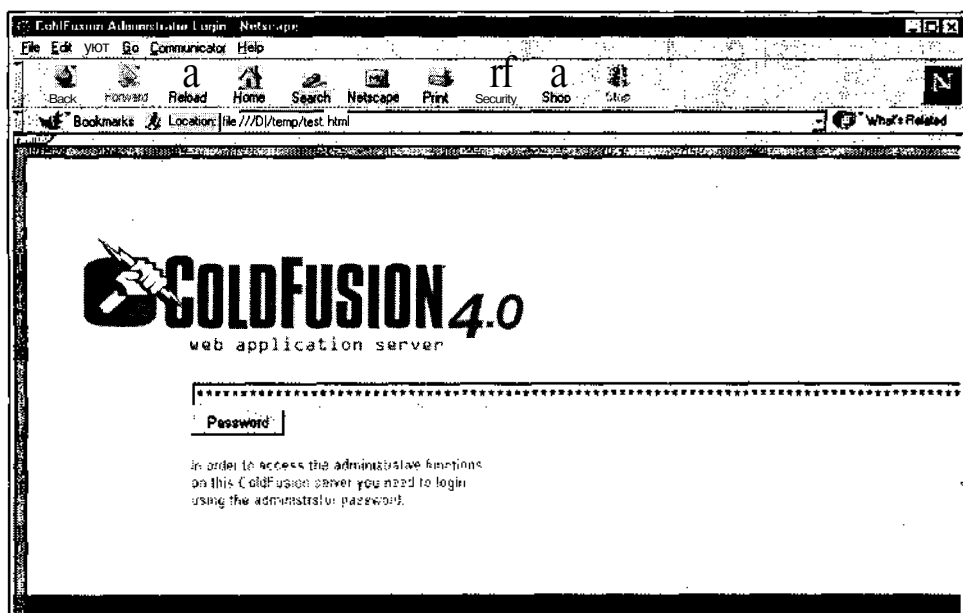 ColdFusion Administrator Login - Netscape
File Edit YIOT Go Communicator Help
a rf a
Back Forward Reload Home Search Netscape Print Security Shop Stop
N
Bookmarks Location: file:///D|/temp/test.html What's Related
COLDFUSION 4.0
web application server
Password
In order to access the administrative functions
on this ColdFusion server you need to login
using the administrator password.